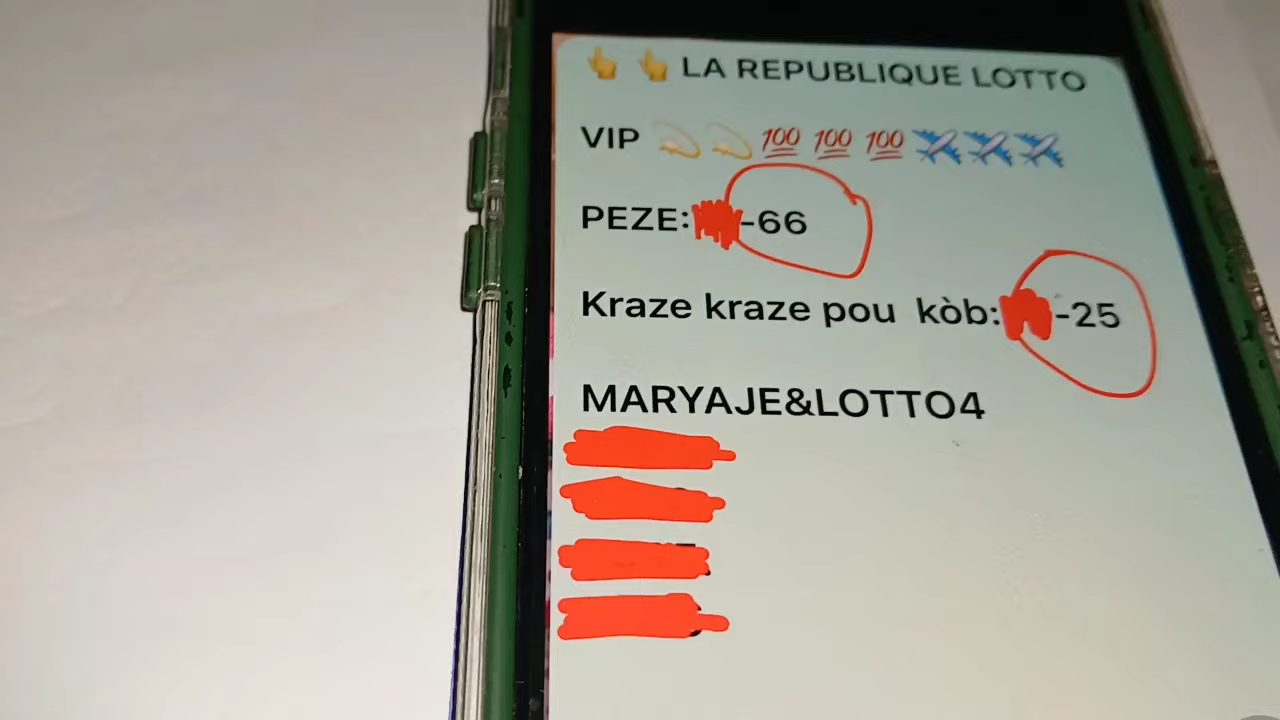 👆 👆 LA REPUBLIQUE LOTTO
VIP 💫 💫 💯 💯 💯 ✈️✈️✈️
PEZE: -66
Kraze kraze pou kòb: -25
MARYAJE&LOTTO4